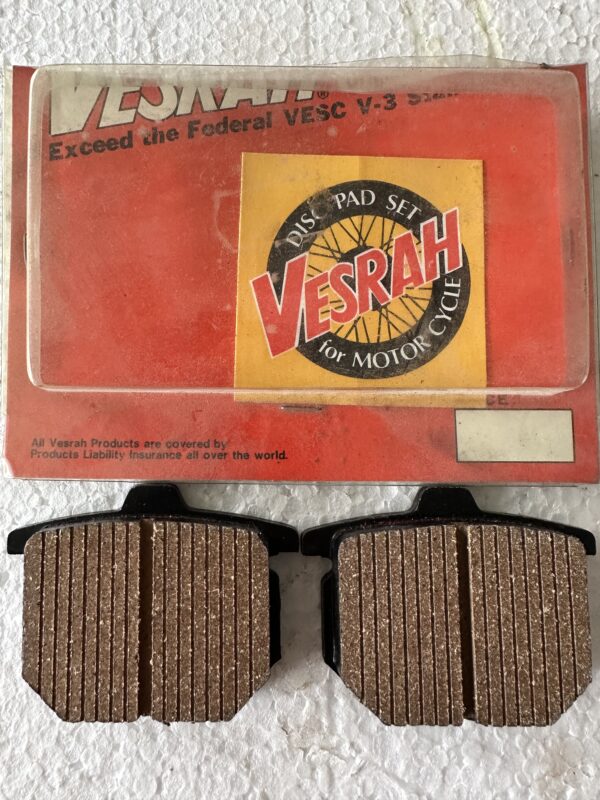 VESRAH®
Exceed the Federal VESC V-3
DISC PAD SET
VESRAH
for MOTOR CYCLE
All Vesrah Products are covered by
Products Liability Insurance all over the world.